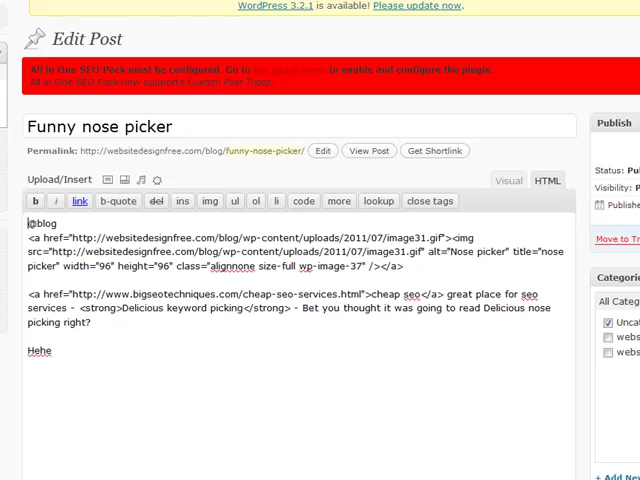 WordPress 3.2.1 is available! Please update now.
Edit Post
All in One SEO Pack must be configured. Go to to enable and configure the plugin.
All in One SEO Pack now supports Custom Post Types.
Funny nose picker
Permalink: http://websitedesignfree.com/blog/funny-nose-picker/ Edit View Post Get Shortlink
Upload/Insert Visual HTML
b i link b-quote del ins img ul ol li code more lookup close tags
@blog
<a href="http://websitedesignfree.com/blog/wp-content/uploads/2011/07/image31.gif"><img
src="http://websitedesignfree.com/blog/wp-content/uploads/2011/07/image31.gif" alt="Nose picker" title="nose
picker" width="96" height="96" class="alignnone size-full wp-image-37" /></a>
<a href="http://www.bigseotechniques.com/cheap-seo-services.html">cheap seo</a> great place for seo
services - <strong>Delicious keyword picking</strong> - Bet you thought it was going to read Delicious nose
picking right?
Hehe
Publish
Status: Pu
Visibility: P
Publishe
Move to Tr
Categories
All Categ
Uncat
webs
webs
+ Add New